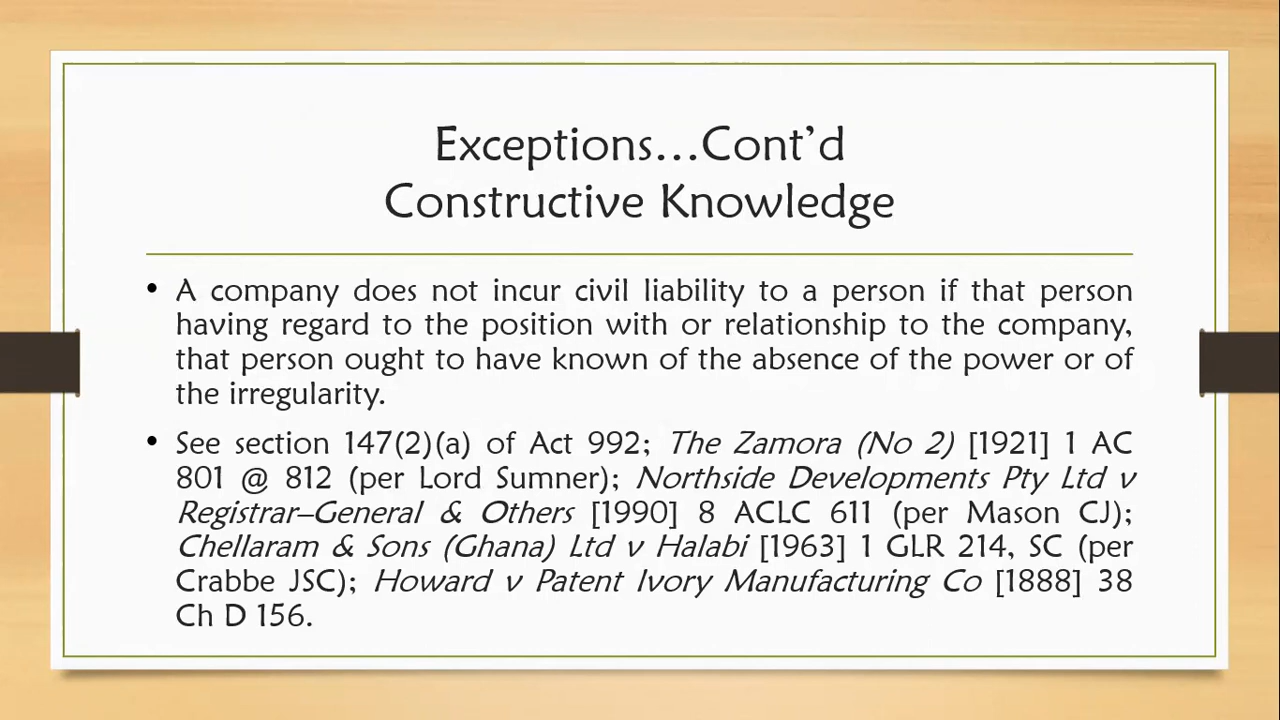 Exceptions…Cont’d
Constructive Knowledge
• A company does not incur civil liability to a person if that person
having regard to the position with or relationship to the company,
that person ought to have known of the absence of the power or of
the irregularity.
• See section 147(2)(a) of Act 992; The Zamora (No 2) [1921] 1 AC
801 @ 812 (per Lord Sumner); Northside Developments Pty Ltd v
Registrar–General & Others [1990] 8 ACLC 611 (per Mason CJ);
Chellaram & Sons (Ghana) Ltd v Halabi [1963] 1 GLR 214, SC (per
Crabbe JSC); Howard v Patent Ivory Manufacturing Co [1888] 38
Ch D 156.